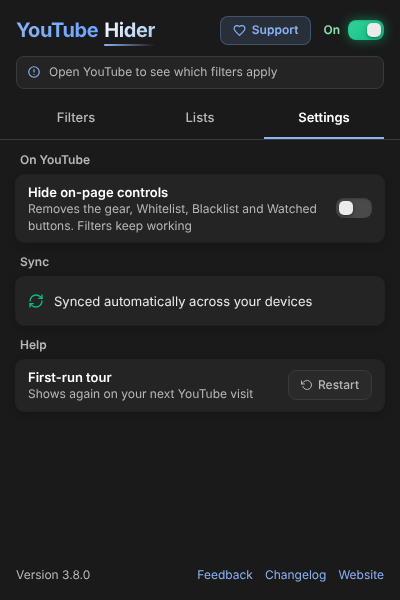 YouTube Hider
Support
On
Open YouTube to see which filters apply
Filters
Lists
Settings
On YouTube
Hide on-page controls
Removes the gear, Whitelist, Blacklist and Watched
buttons. Filters keep working
Sync
Synced automatically across your devices
Help
First-run tour
Shows again on your next YouTube visit
Restart
Version 3.8.0
Feedback
Changelog
Website